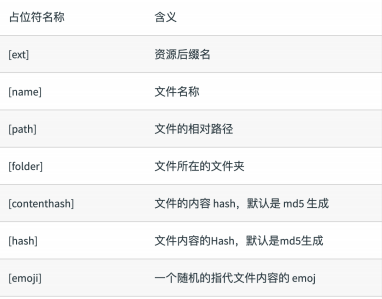 占位符名称 含义
[ext] 资源后缀名
[name] 文件名称
[path] 文件的相对路径
[folder] 文件所在的文件夹
[contenthash] 文件的内容 hash，默认是 md5 生成
[hash] 文件内容的Hash，默认是md5生成
[emoji] 一个随机的指代文件内容的 emoj